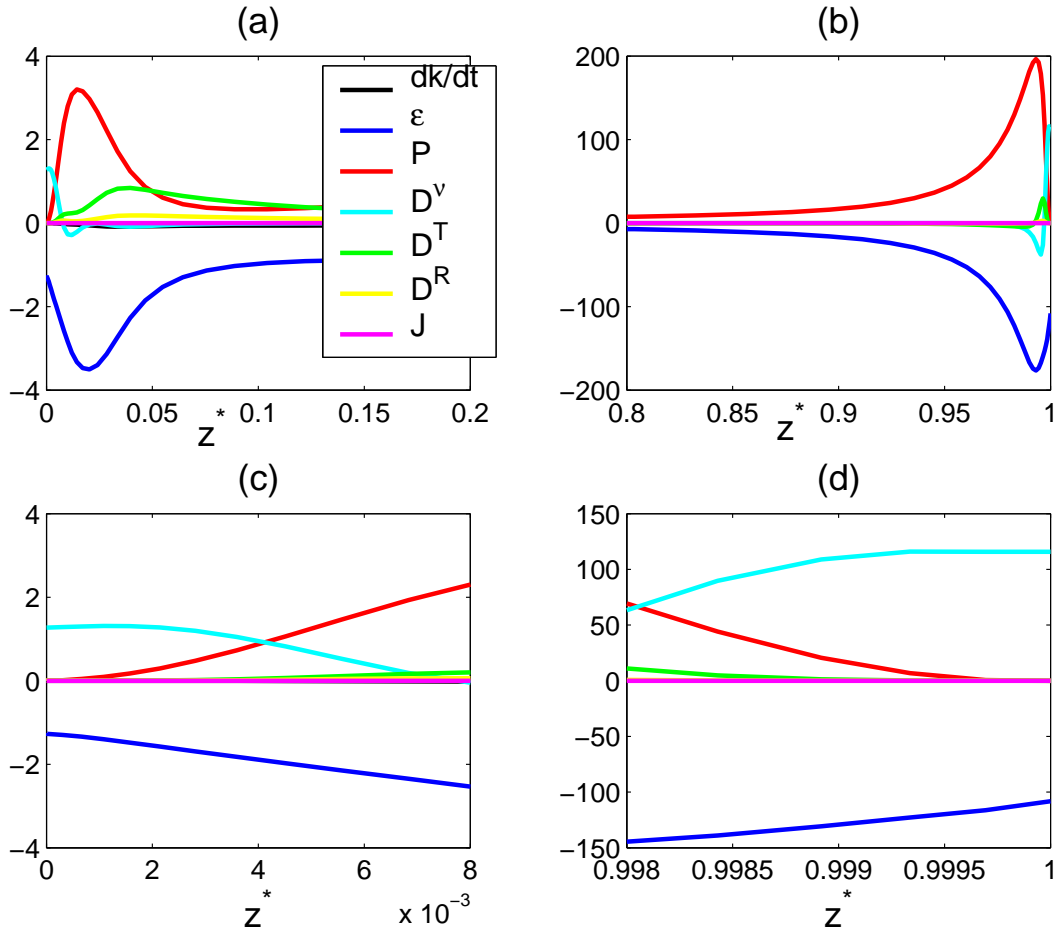 (a)
4
2
0
−2
−4
0
0.05
0.1
0.15
0.2
z*
dk/dt
ε
P
D^ν
D^T
D^R
J
(b)
200
100
0
−100
−200
0.8
0.85
0.9
0.95
1
z*
(c)
4
2
0
−2
−4
0
2
4
6
8
z*
x 10^−3
(d)
150
100
50
0
−50
−100
−150
0.998
0.9985
0.999
0.9995
1
z*